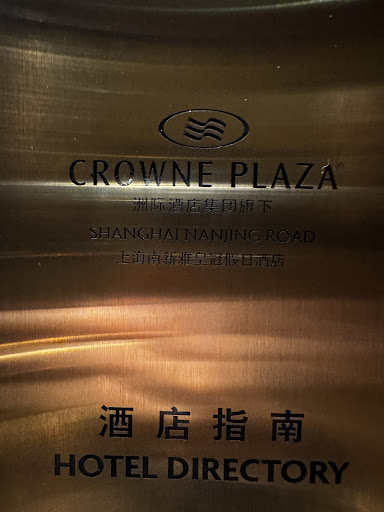 CROWNE PLAZA
洲际酒店集团旗下
SHANGHAI NANJING ROAD
上海南新雅皇冠假日酒店
酒店指南
HOTEL DIRECTORY